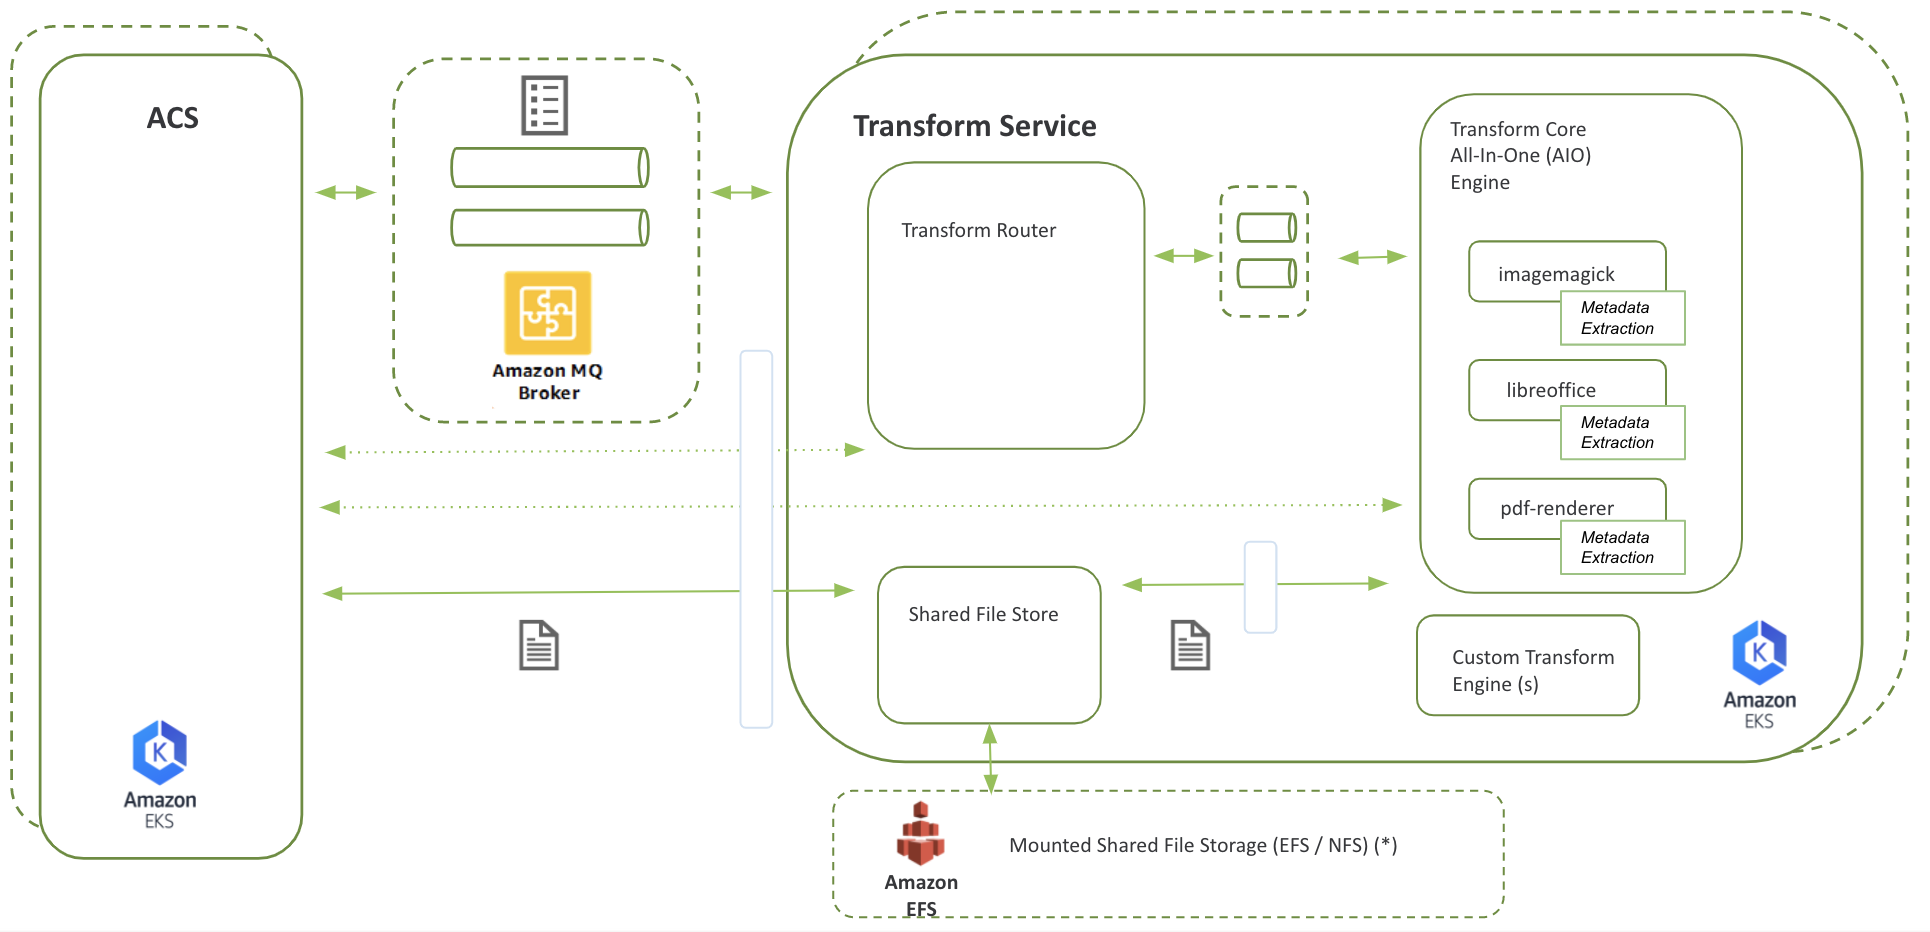 ACS
Amazon
EKS
Amazon MQ
Broker
Transform Service
Transform Router
Transform Core
All-In-One (AIO)
Engine
imagemagick
Metadata
Extraction
libreoffice
Metadata
Extraction
pdf-renderer
Metadata
Extraction
Shared File Store
Custom Transform
Engine (s)
Amazon
EKS
Amazon
EFS
Mounted Shared File Storage (EFS / NFS) (*)